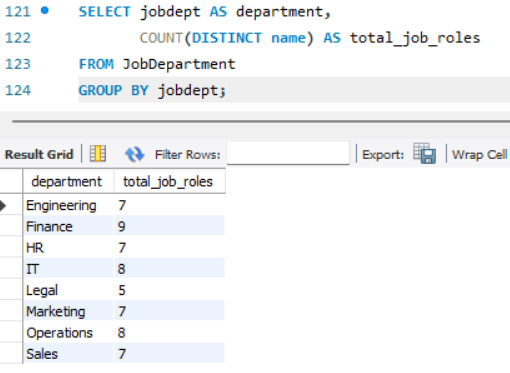 121 SELECT jobdept AS department,
122 COUNT(DISTINCT name) AS total_job_roles
123 FROM JobDepartment
124 GROUP BY jobdept;
Result Grid Filter Rows: Export: Wrap Cell
department total_job_roles
Engineering 7
Finance 9
HR 7
IT 8
Legal 5
Marketing 7
Operations 8
Sales 7